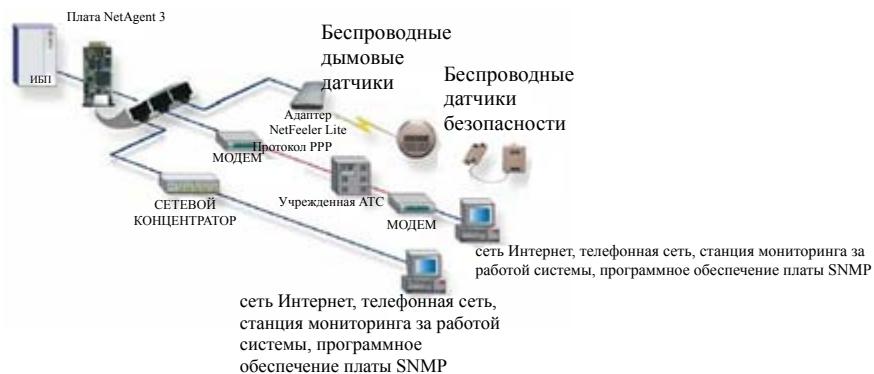 Плата NetAgent 3
ИБП
Беспроводные
дымовые
датчики
Беспроводные
датчики
безопасности
Адаптер
NetFeeler Lite
Протокол PPP
МОДЕМ
СЕТЕВОЙ
КОНЦЕНТРАТОР
Учрежденная АТС
МОДЕМ
сеть Интернет, телефонная сеть, станция мониторинга за
работой системы, программное обеспечение платы SNMP
сеть Интернет, телефонная сеть,
станция мониторинга за работой
системы, программное
обеспечение платы SNMP